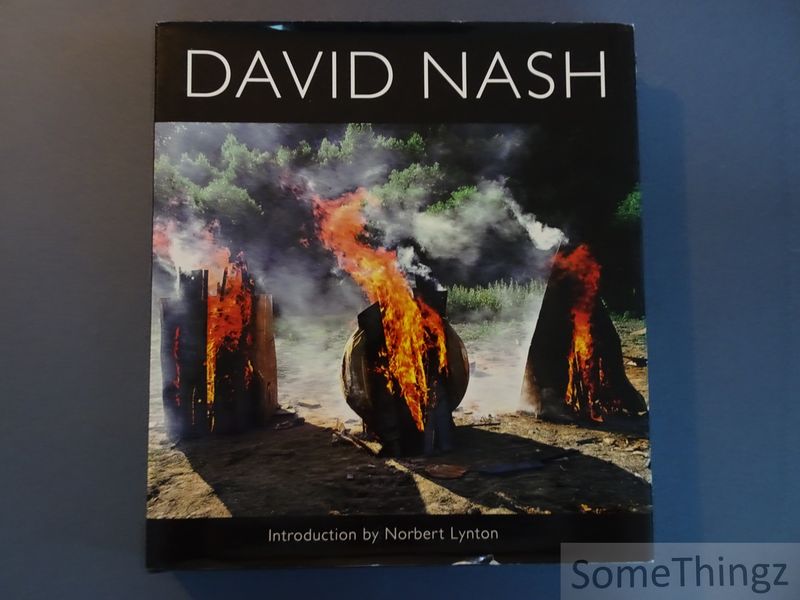 DAVID NASH
Introduction by Norbert Lynton
SomeThingz